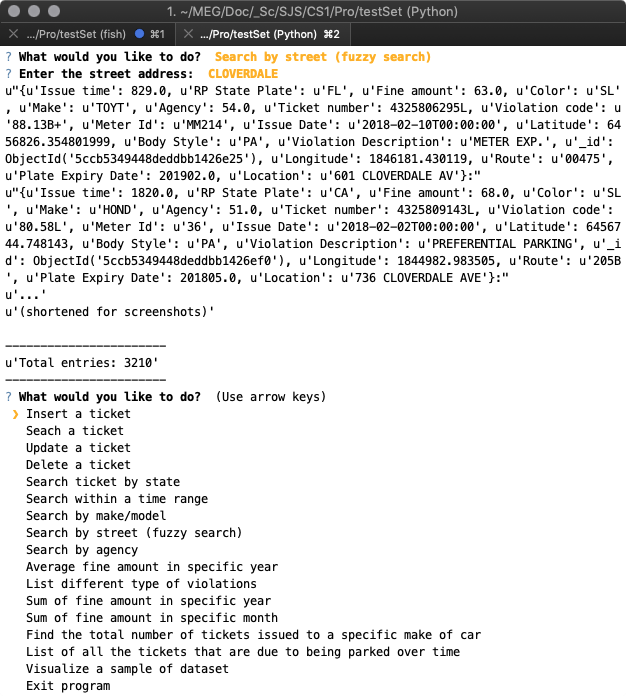 1. ~/MEG/Doc/_Sc/SJS/CS1/Pro/testSet (Python)
.../Pro/testSet (fish) ⌘1 .../Pro/testSet (Python) ⌘2
? What would you like to do? Search by street (fuzzy search)
? Enter the street address: CLOVERDALE
u"{u'Issue time': 829.0, u'RP State Plate': u'FL', u'Fine amount': 63.0, u'Color': u'SL'
, u'Make': u'TOYT', u'Agency': 54.0, u'Ticket number': 4325806295L, u'Violation code': u
'88.13B+', u'Meter Id': u'MM214', u'Issue Date': u'2018-02-10T00:00:00', u'Latitude': 64
56826.354801999, u'Body Style': u'PA', u'Violation Description': u'METER EXP.', u'_id':
ObjectId('5ccb5349448deddbb1426e25'), u'Longitude': 1846181.430119, u'Route': u'00475',
u'Plate Expiry Date': 201902.0, u'Location': u'601 CLOVERDALE AV'}:"
u"{u'Issue time': 1820.0, u'RP State Plate': u'CA', u'Fine amount': 68.0, u'Color': u'SL
', u'Make': u'HOND', u'Agency': 51.0, u'Ticket number': 4325809143L, u'Violation code':
u'80.58L', u'Meter Id': u'36', u'Issue Date': u'2018-02-02T00:00:00', u'Latitude': 64567
44.748143, u'Body Style': u'PA', u'Violation Description': u'PREFERENTIAL PARKING', u'_i
d': ObjectId('5ccb5349448deddbb1426ef0'), u'Longitude': 1844982.983505, u'Route': u'205B
', u'Plate Expiry Date': 201805.0, u'Location': u'736 CLOVERDALE AVE'}:"
u'...'
u'(shortened for screenshots)'
-----------------------
u'Total entries: 3210'
-----------------------
? What would you like to do? (Use arrow keys)
❯ Insert a ticket
Seach a ticket
Update a ticket
Delete a ticket
Search ticket by state
Search within a time range
Search by make/model
Search by street (fuzzy search)
Search by agency
Average fine amount in specific year
List different type of violations
Sum of fine amount in specific year
Sum of fine amount in specific month
Find the total number of tickets issued to a specific make of car
List of all the tickets that are due to being parked over time
Visualize a sample of dataset
Exit program